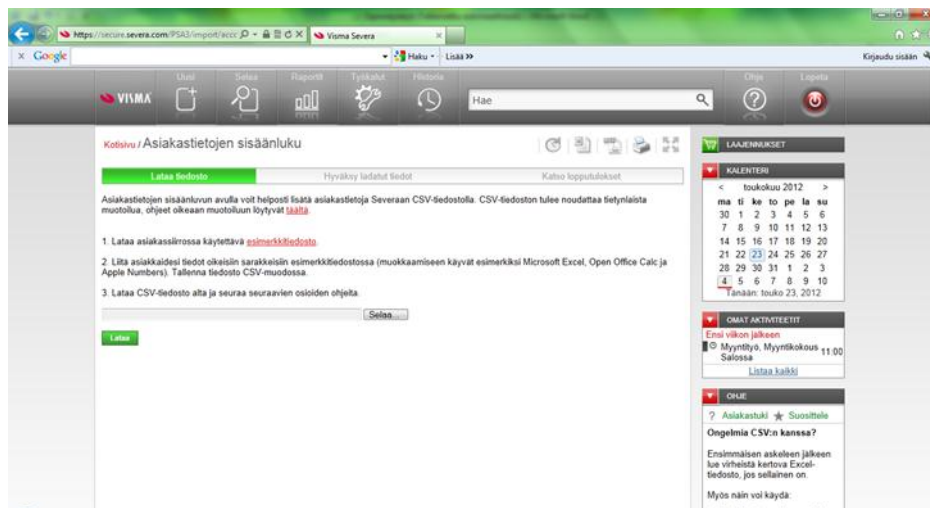 https://secure.severa.com/PSA3/import/accc
Visma Severa
Google
Haku
Lisää
Kirjaudu sisään
Uusi
Selaa
Raportit
Työkalut
Historia
Ohje
Lopeta
VISMA
Hae
Kotisivu / Asiakastietojen sisäänluku
Lataa tiedosto
Hyväksy ladatut tiedot
Katso lopputulokset
Asiakastietojen sisäänluvun avulla voit helposti lisätä asiakastietoja Severaan CSV-tiedostolla. CSV-tiedoston tulee noudattaa tietynlaista
muotoilua, ohjeet oikeaan muotoiluun löytyvät täältä.
1. Lataa asiakassiirrossa käytettävä esimerkkitiedosto.
2. Liitä asiakkaidesi tiedot oikeisiin sarakkeisiin esimerkkitiedostossa (muokkaamiseen käyvät esimerkiksi Microsoft Excel, Open Office Calc ja
Apple Numbers). Tallenna tiedosto CSV-muodossa.
3. Lataa CSV-tiedosto alta ja seuraa seuraavien osioiden ohjeita.
Selaa...
Lataa
LAAJENNUKSET
KALENTERI
< toukokuu 2012 >
ma ti ke to pe la su
30 1 2 3 4 5 6
7 8 9 10 11 12 13
14 15 16 17 18 19 20
21 22 23 24 25 26 27
28 29 30 31 1 2 3
4 5 6 7 8 9 10
Tänään: touko 23, 2012
OMAT AKTIVITEETIT
Ensi viikon jälkeen
Myyntityö, Myyntikokous 11:00
Salossa
Listaa kaikki
OHJE
? Asiakastuki Suosittele
Ongelmia CSV:n kanssa?
Ensimmäisen askeleen jälkeen
lue virheistä kertova Excel-
tiedosto, jos sellainen on.
Myös näin voi käydä: